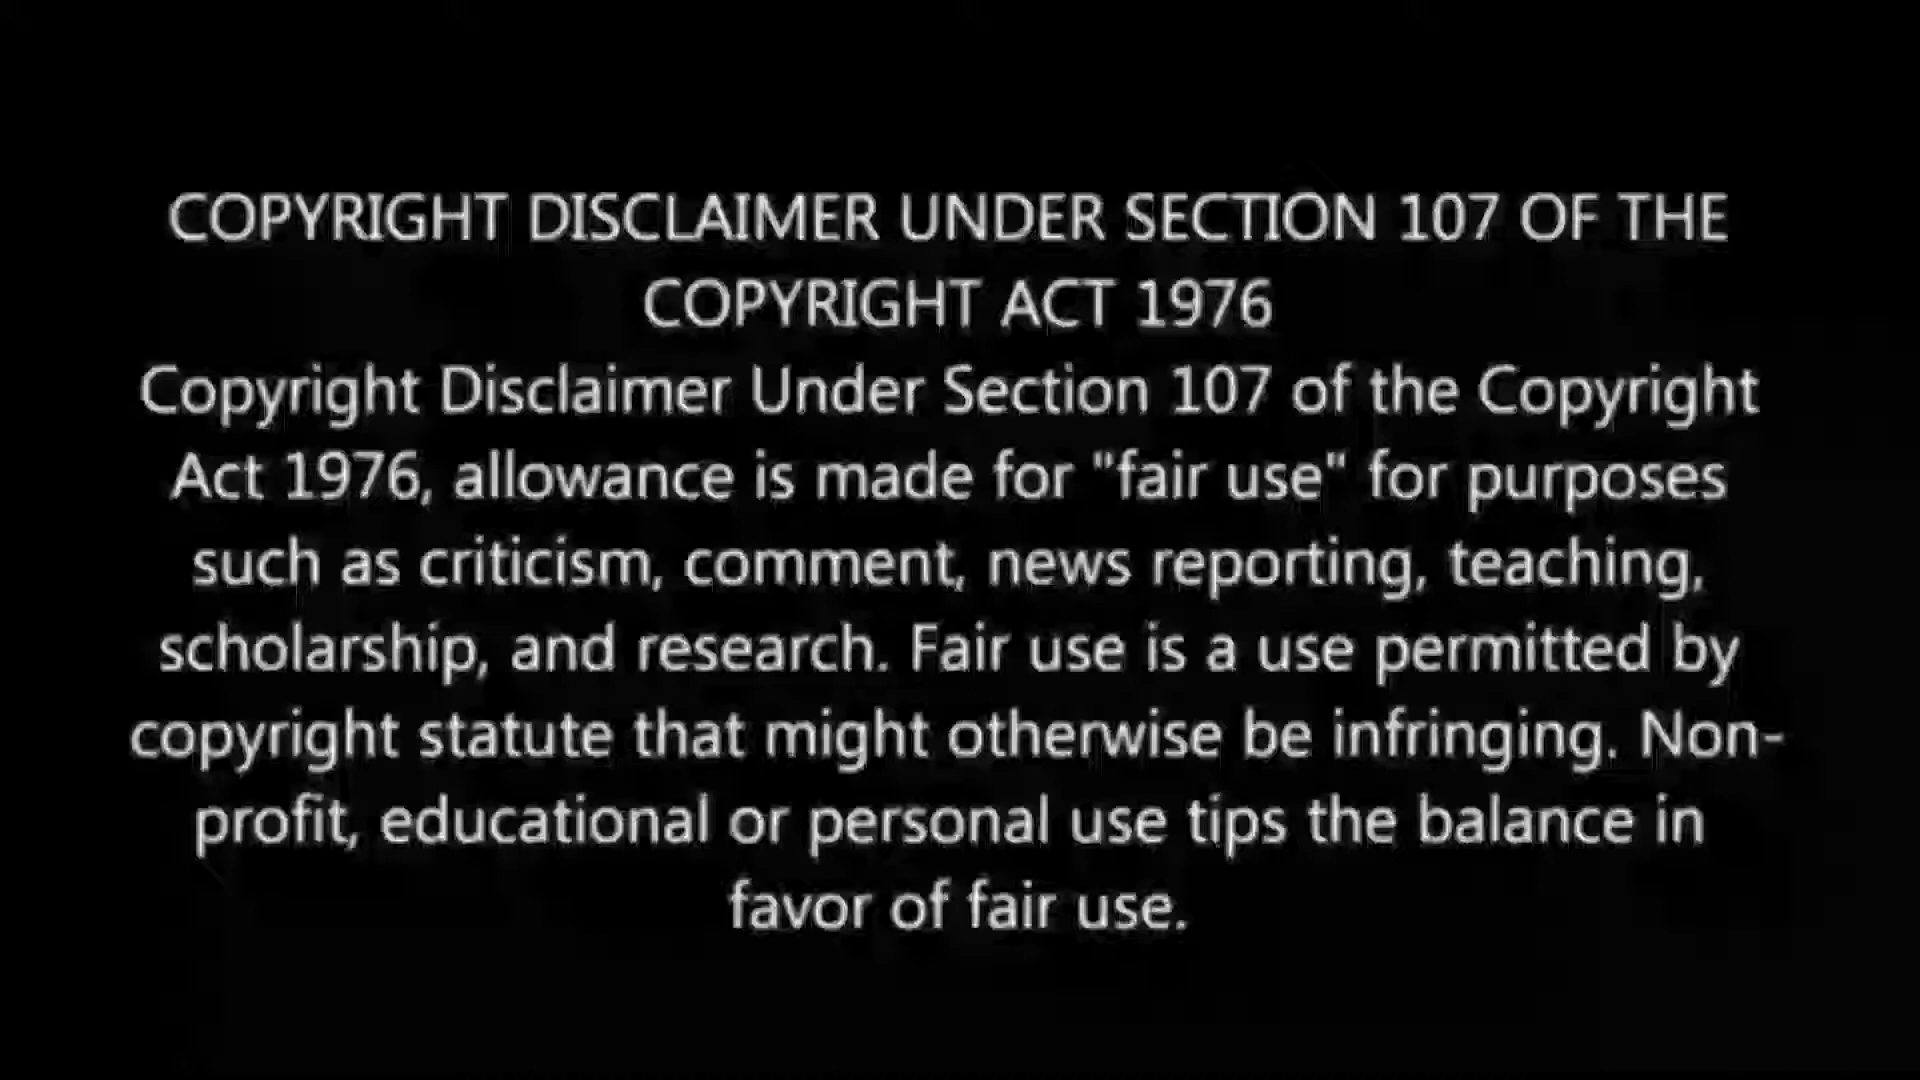 COPYRIGHT DISCLAIMER UNDER SECTION 107 OF THE
COPYRIGHT ACT 1976
Copyright Disclaimer Under Section 107 of the Copyright
Act 1976, allowance is made for "fair use" for purposes
such as criticism, comment, news reporting, teaching,
scholarship, and research. Fair use is a use permitted by
copyright statute that might otherwise be infringing. Non-
profit, educational or personal use tips the balance in
favor of fair use.